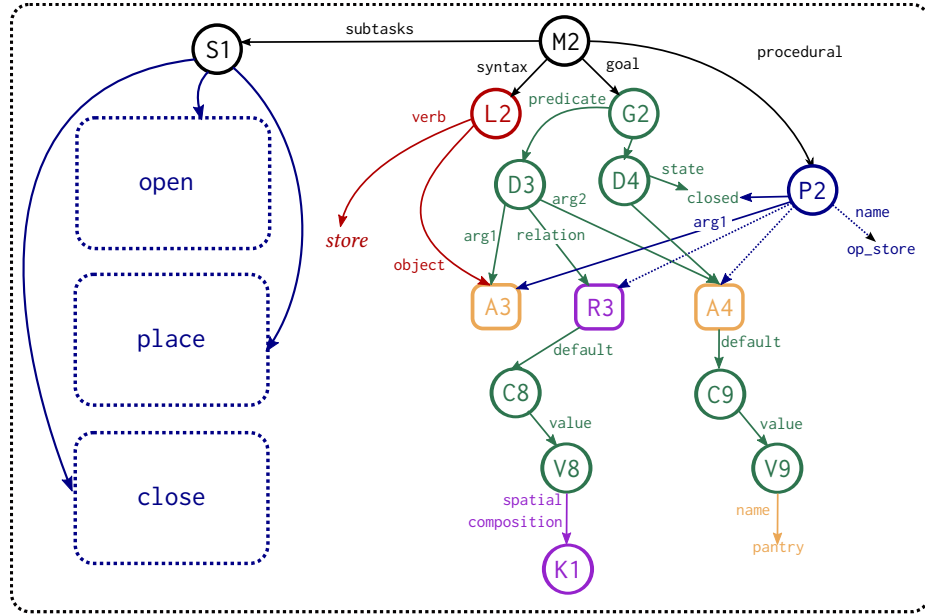 subtasks
S1
M2
procedural
syntax
goal
predicate
verb
L2
G2
open
D3
D4
state
arg2
closed
P2
name
arg1
arg1
relation
store
op_store
object
A3
R3
A4
place
default
default
C8
C9
value
value
V8
V9
close
spatial
composition
name
pantry
K1